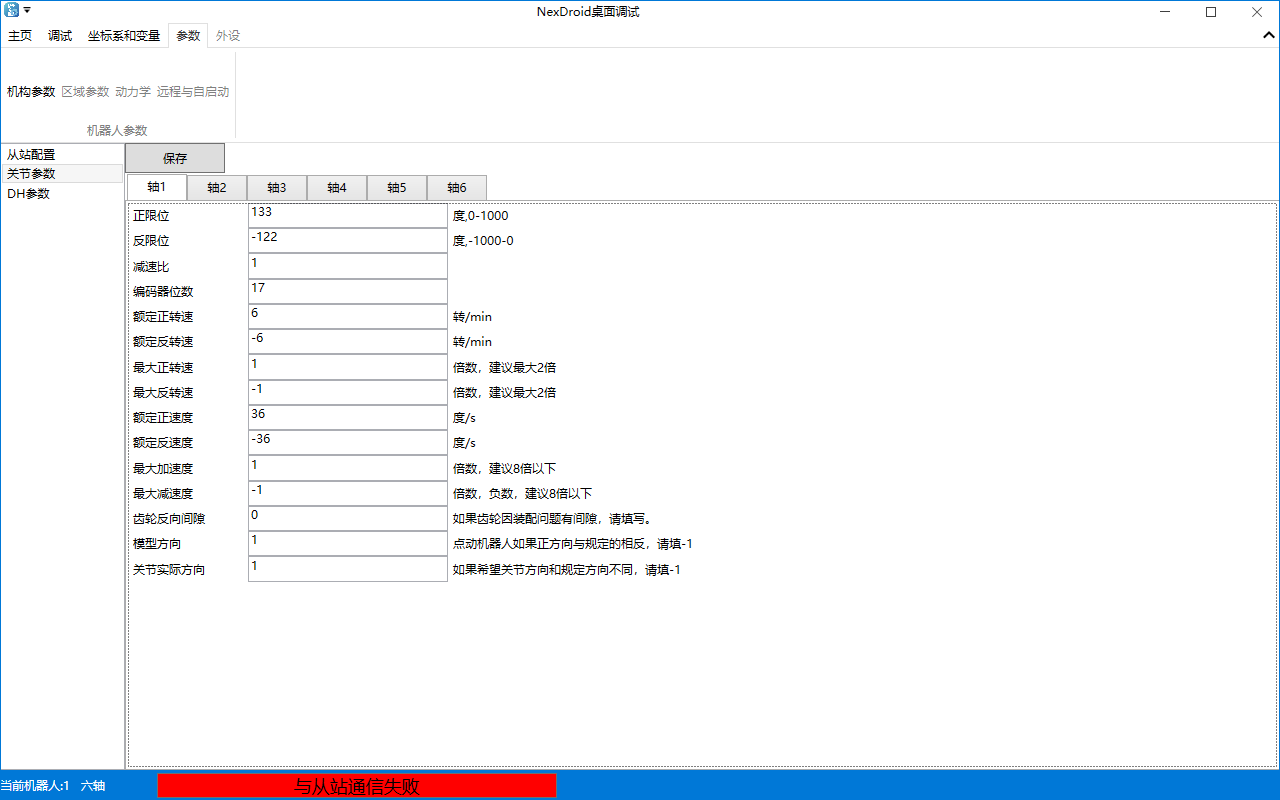 NexDroid桌面调试
主页 调试 坐标系和变量 参数 外设
机构参数 区域参数 动力学 远程与自启动
机器人参数
从站配置
关节参数
DH参数
保存
轴1 轴2 轴3 轴4 轴5 轴6
正限位 133 度,0-1000
反限位 -122 度,-1000-0
减速比 1
编码器位数 17
额定正转速 6 转/min
额定反转速 -6 转/min
最大正转速 1 倍数，建议最大2倍
最大反转速 -1 倍数，建议最大2倍
额定正速度 36 度/s
额定反速度 -36 度/s
最大加速度 1 倍数，建议8倍以下
最大减速度 -1 倍数，负数，建议8倍以下
齿轮反向间隙 0 如果齿轮因装配问题有间隙，请填写。
模型方向 1 点动机器人如果正方向与规定的相反，请填-1
关节实际方向 1 如果希望关节方向和规定方向不同，请填-1
当前机器人:1 六轴 与从站通信失败